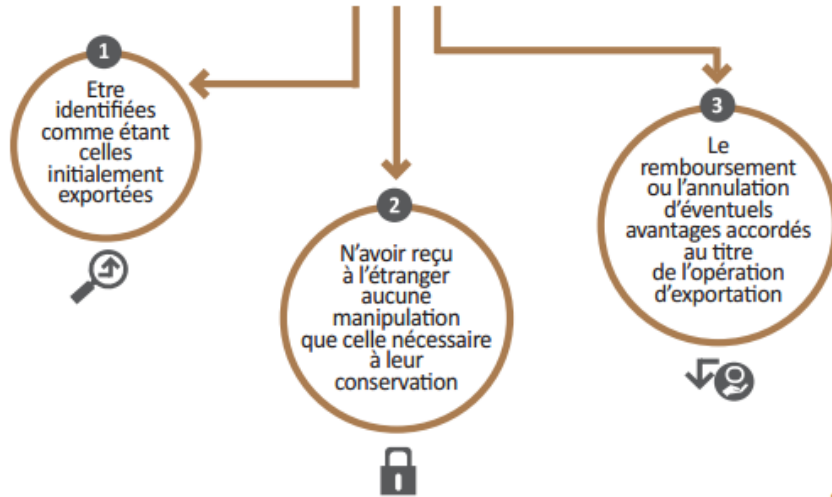 1
Etre
identifiées
comme étant
celles
initialement
exportées
2
N’avoir reçu
à l’étranger
aucune
manipulation
que celle nécessaire
à leur
conservation
3
Le
remboursement
ou l’annulation
d’éventuels
avantages accordés
au titre
de l’opération
d’exportation